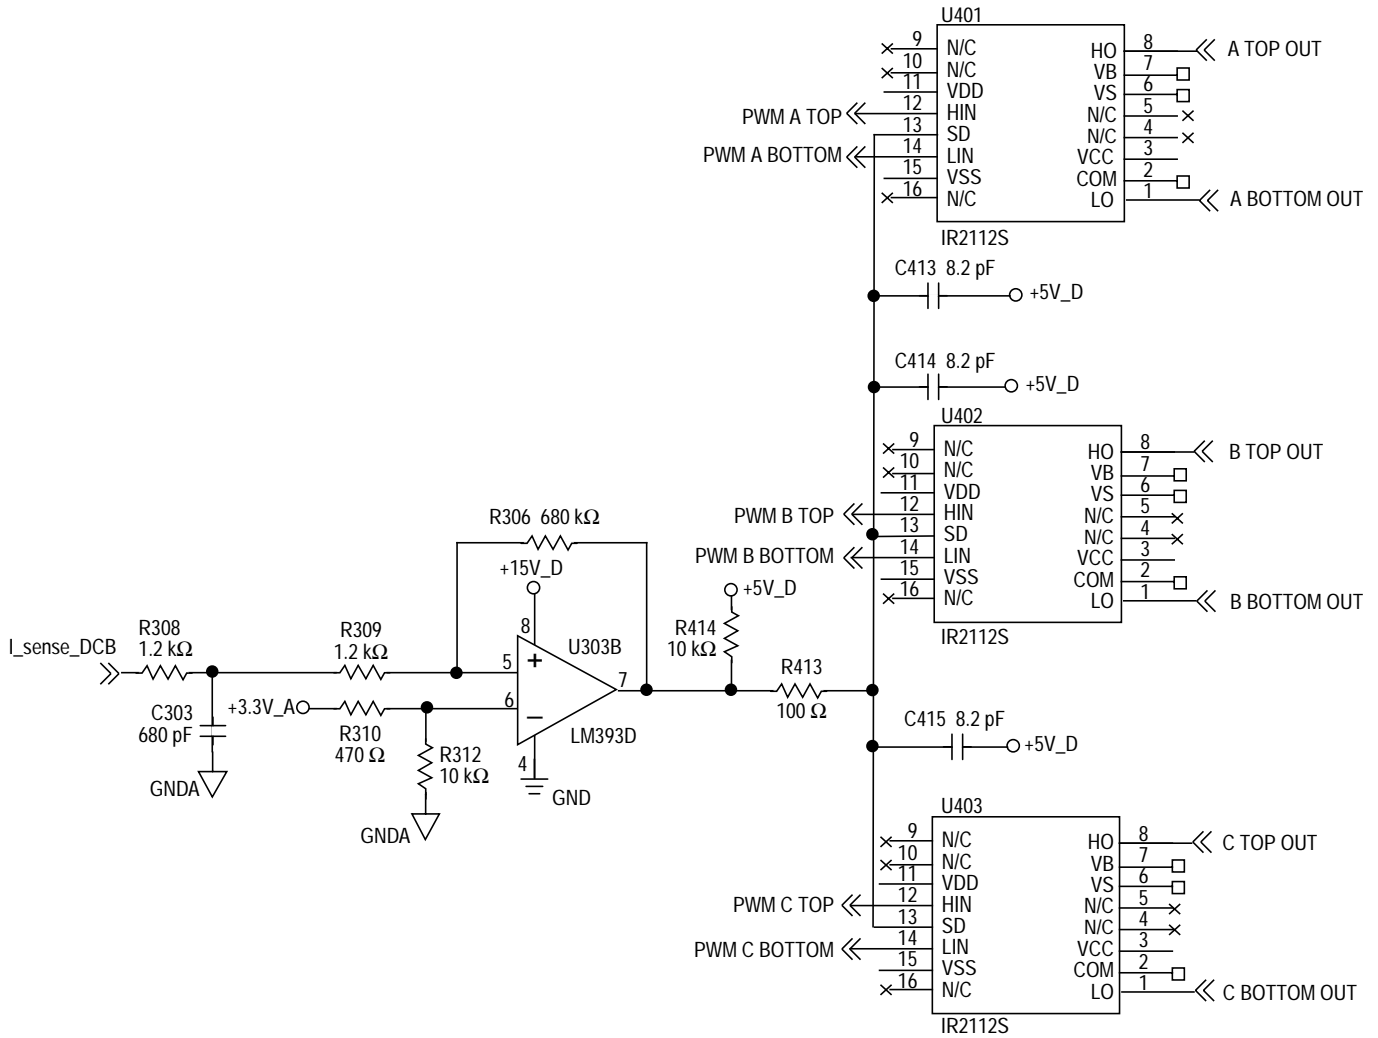 U401
9 N/C HO 8 A TOP OUT
10 N/C VB 7
11 VDD VS 6
PWM A TOP 12 HIN N/C 5
13 SD N/C 4
PWM A BOTTOM 14 LIN VCC 3
15 VSS COM 2
16 N/C LO 1 A BOTTOM OUT
IR2112S
C413 8.2 pF
+5V_D
C414 8.2 pF
+5V_D
U402
9 N/C HO 8 B TOP OUT
10 N/C VB 7
11 VDD VS 6
PWM B TOP 12 HIN N/C 5
13 SD N/C 4
PWM B BOTTOM 14 LIN VCC 3
15 VSS COM 2
16 N/C LO 1 B BOTTOM OUT
IR2112S
R306 680 kΩ
+15V_D
+5V_D
R414
10 kΩ
I_sense_DCB
R308
1.2 kΩ
R309
1.2 kΩ
8
U303B
5
+
7
6
–
4
LM393D
GND
C303
680 pF
GNDA
+3.3V_A
R310
470 Ω
R312
10 kΩ
GNDA
R413
100 Ω
C415 8.2 pF
+5V_D
U403
9 N/C HO 8 C TOP OUT
10 N/C VB 7
11 VDD VS 6
PWM C TOP 12 HIN N/C 5
13 SD N/C 4
PWM C BOTTOM 14 LIN VCC 3
15 VSS COM 2
16 N/C LO 1 C BOTTOM OUT
IR2112S